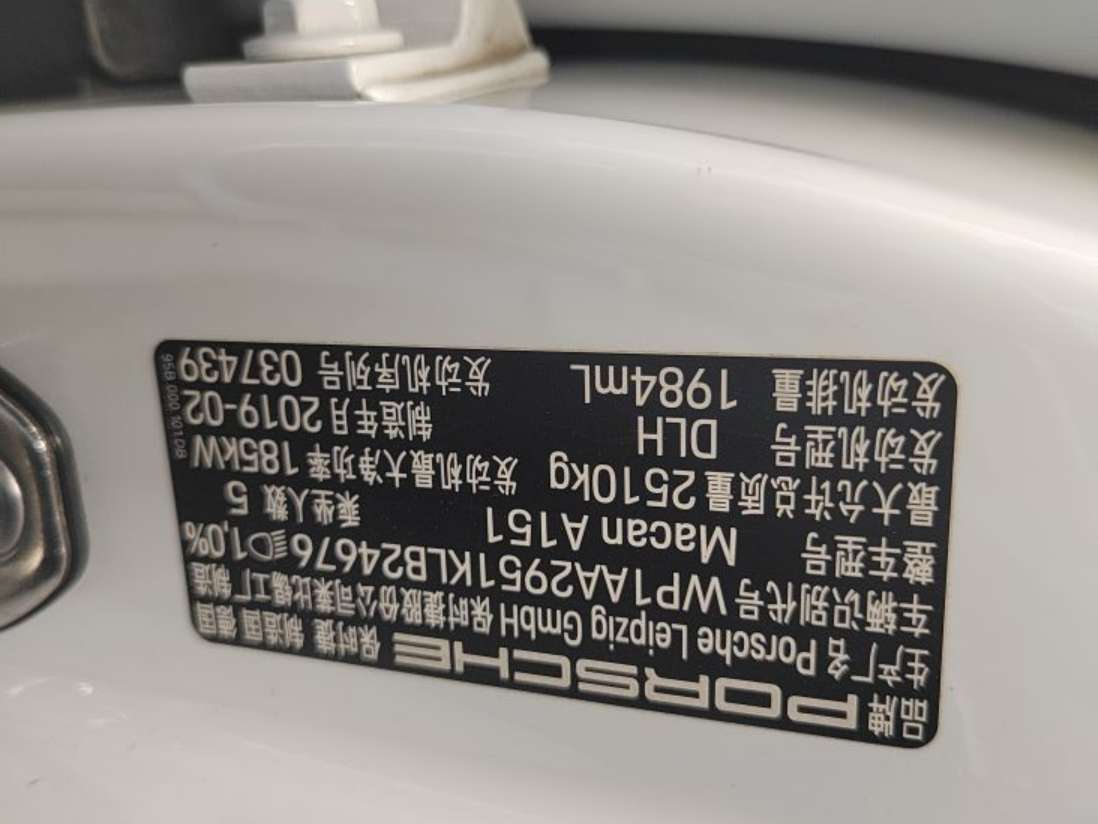 品牌 PORSCHE 保时捷 制造国 德国
生产厂名 Porsche Leipzig GmbH 保时捷股份公司莱比锡工厂制造
车辆识别代号 WP1AA2951KLB24676 1,0%
整车型号 Macan A151 乘坐人数 5
最大允许总质量 2510kg 发动机最大净功率 185kW
发动机型号 DLH 制造年月 2019-02
发动机排量 1984mL 发动机序列号 037439
95B.000.101.DB